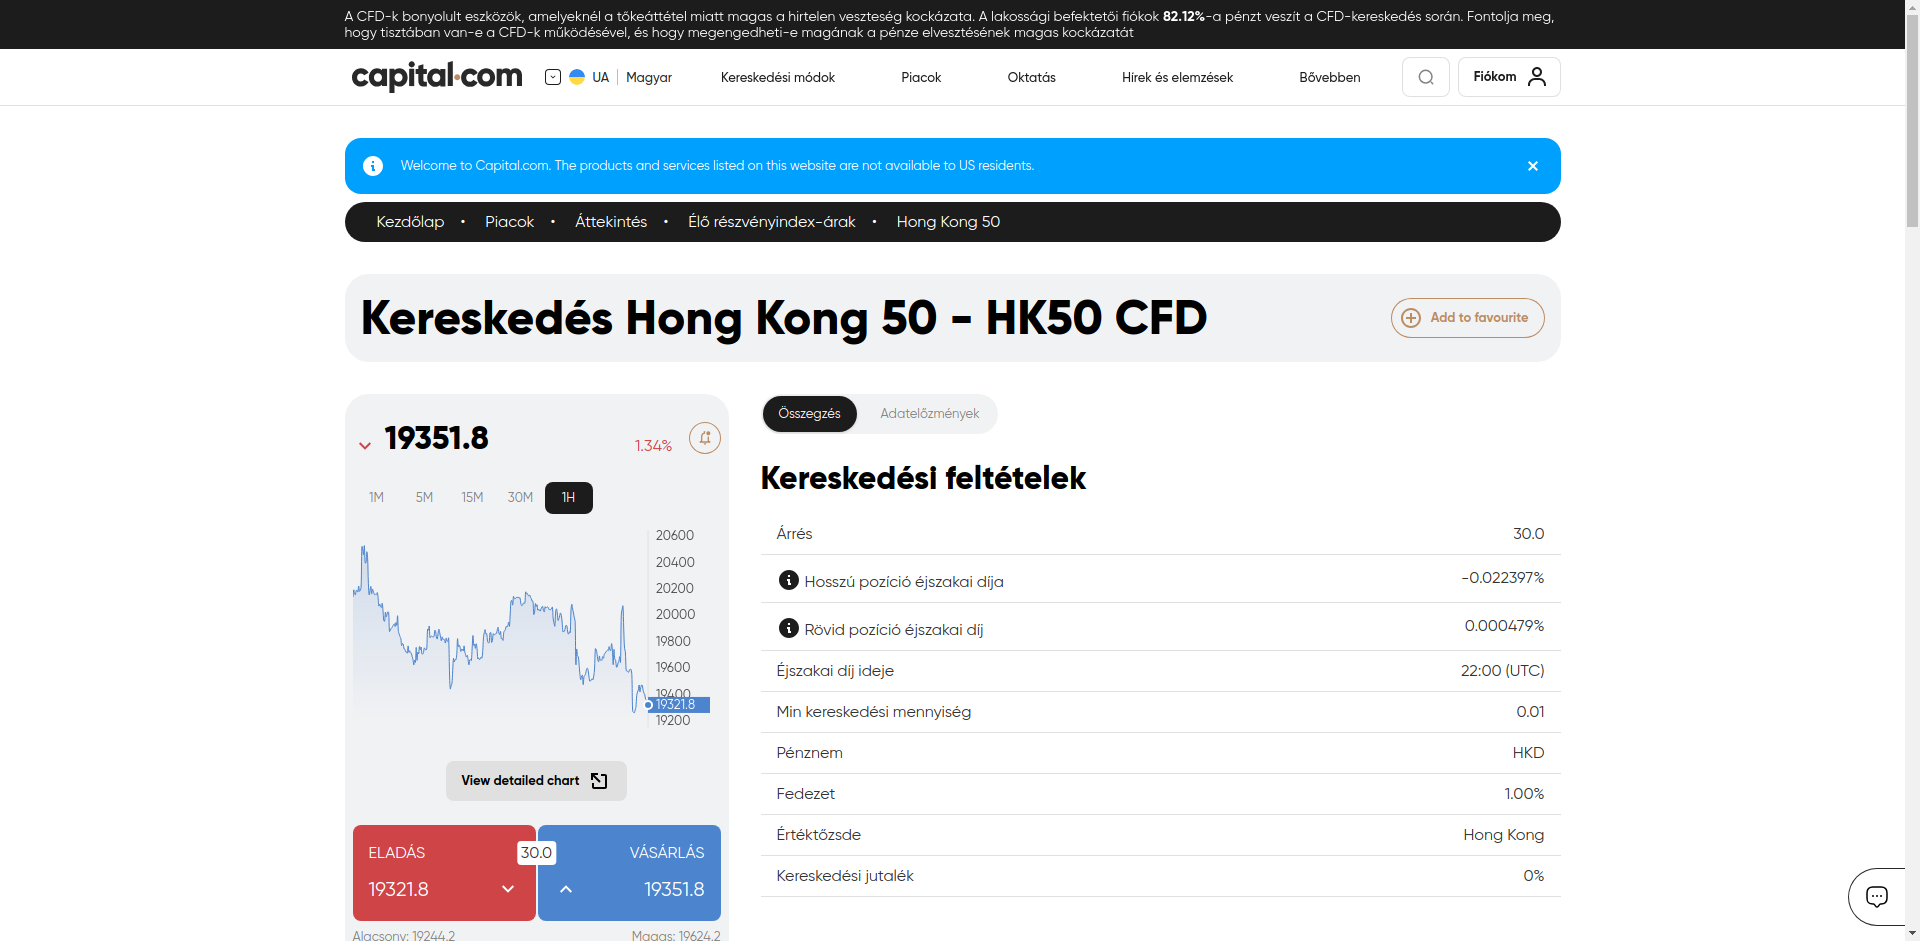 A CFD-k bonyolult eszközök, amelyeknél a tőkeáttétel miatt magas a hirtelen veszteség kockázata. A lakossági befektetői fiókok 82.12%-a pénzt veszít a CFD-kereskedés során. Fontolja meg,
hogy tisztában van-e a CFD-k működésével, és hogy megengedheti-e magának a pénze elvesztésének magas kockázatát
capital.com
UA
Magyar
Kereskedési módok
Piacok
Oktatás
Hírek és elemzések
Bővebben
Fiókom
Welcome to Capital.com. The products and services listed on this website are not available to US residents.
Kezdőlap • Piacok • Áttekintés • Élő részvényindex-árak • Hong Kong 50
Kereskedés Hong Kong 50 - HK50 CFD
Add to favourite
19351.8
1.34%
1M 5M 15M 30M 1H
20600
20400
20200
20000
19800
19600
19400
19321.8
19200
View detailed chart
ELADÁS
19321.8
30.0
VÁSÁRLÁS
19351.8
Alacsony: 19244.2
Magas: 19624.2
Összegzés
Adatelőzmények
Kereskedési feltételek
Árrés 30.0
Hosszú pozíció éjszakai díja -0.022397%
Rövid pozíció éjszakai díj 0.000479%
Éjszakai díj ideje 22:00 (UTC)
Min kereskedési mennyiség 0.01
Pénznem HKD
Fedezet 1.00%
Értéktőzsde Hong Kong
Kereskedési jutalék 0%